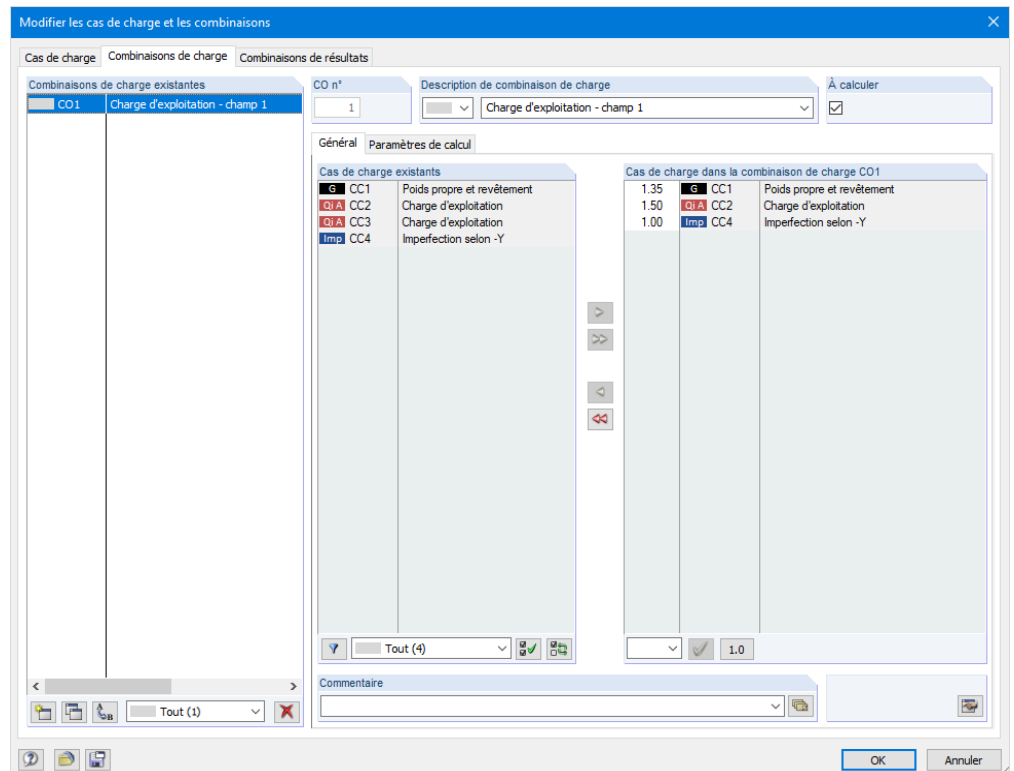 Modifier les cas de charge et les combinaisons
Cas de charge Combinaisons de charge Combinaisons de résultats
Combinaisons de charge existantes
CO1 Charge d'exploitation - champ 1
CO n°
1
Description de combinaison de charge
Charge d'exploitation - champ 1
À calculer
Général Paramètres de calcul
Cas de charge existants
G CC1 Poids propre et revêtement
Qi A CC2 Charge d'exploitation
Qi A CC3 Charge d'exploitation
Imp CC4 Imperfection selon -Y
Cas de charge dans la combinaison de charge CO1
1.35 G CC1 Poids propre et revêtement
1.50 Qi A CC2 Charge d'exploitation
1.00 Imp CC4 Imperfection selon -Y
Tout (4)
1.0
Commentaire
Tout (1)
OK Annuler